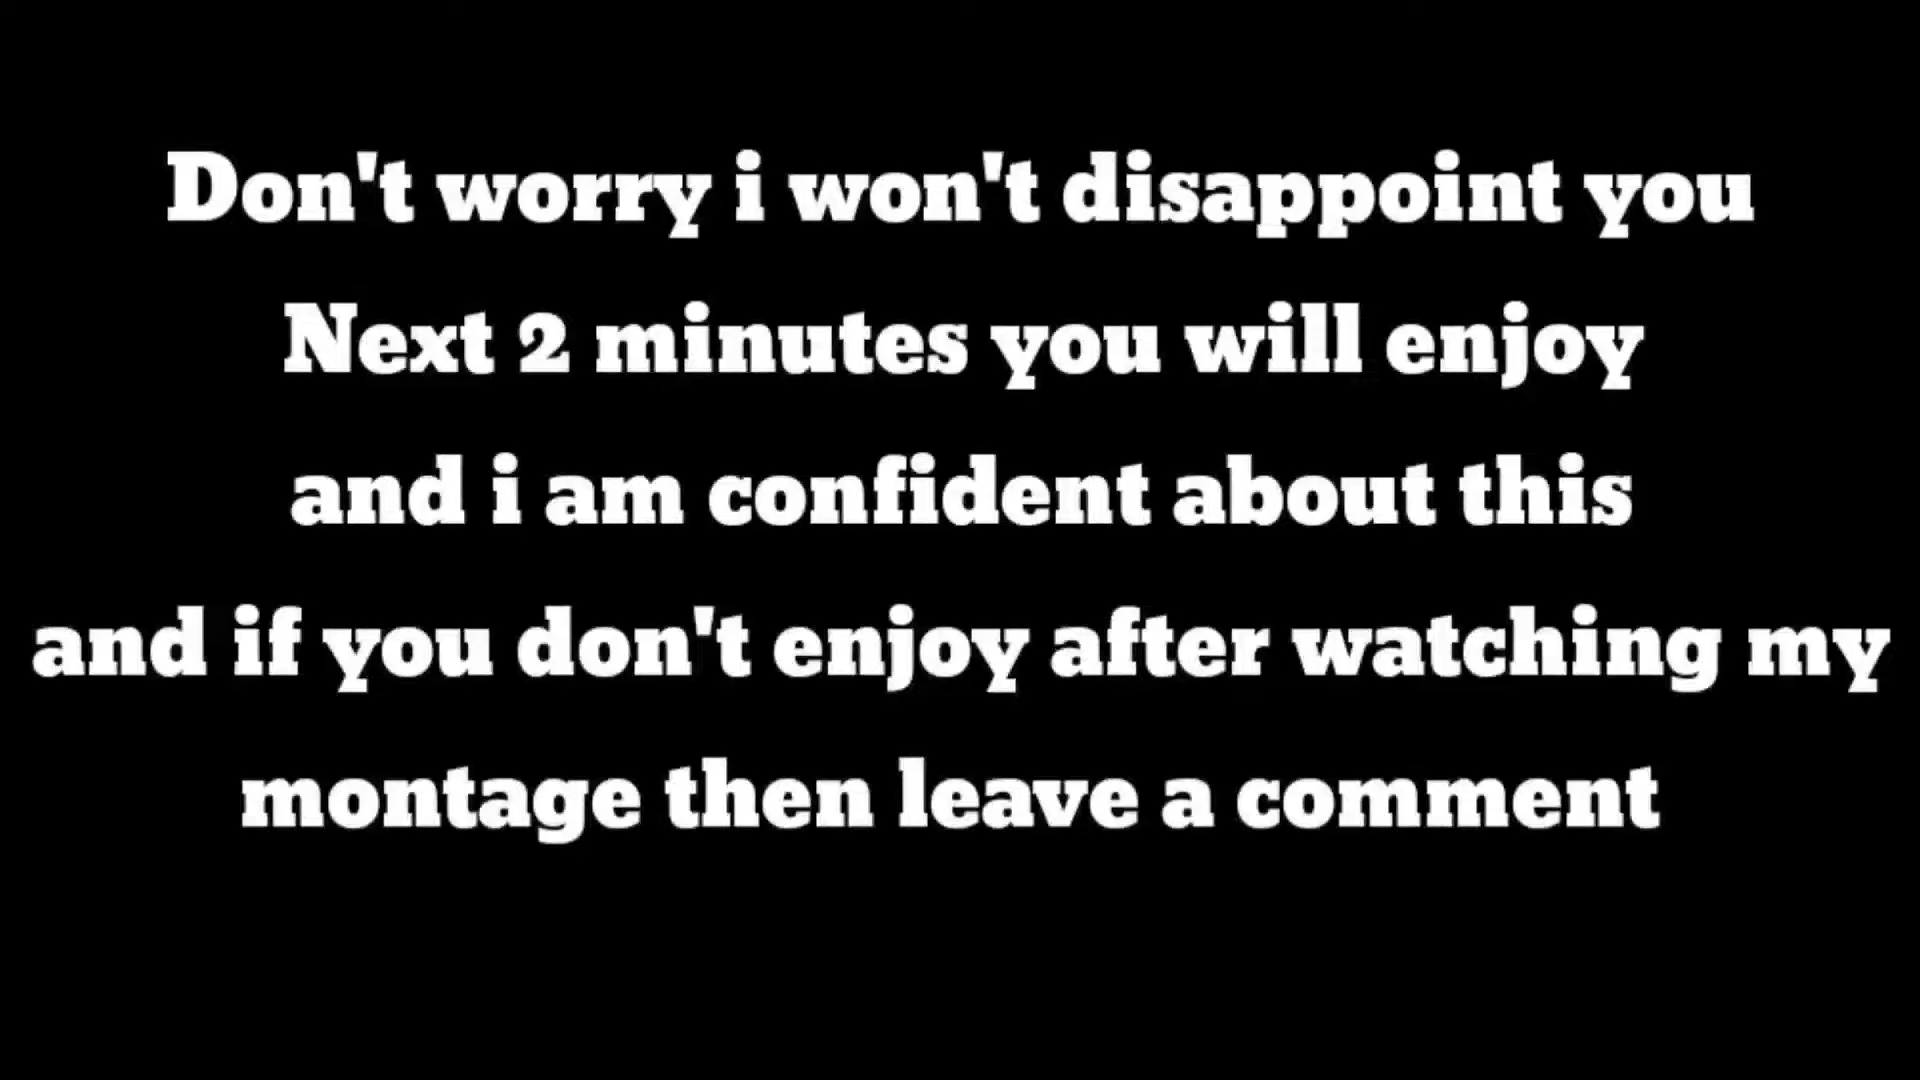 Don't worry i won't disappoint you
Next 2 minutes you will enjoy
and i am confident about this
and if you don't enjoy after watching my
montage then leave a comment